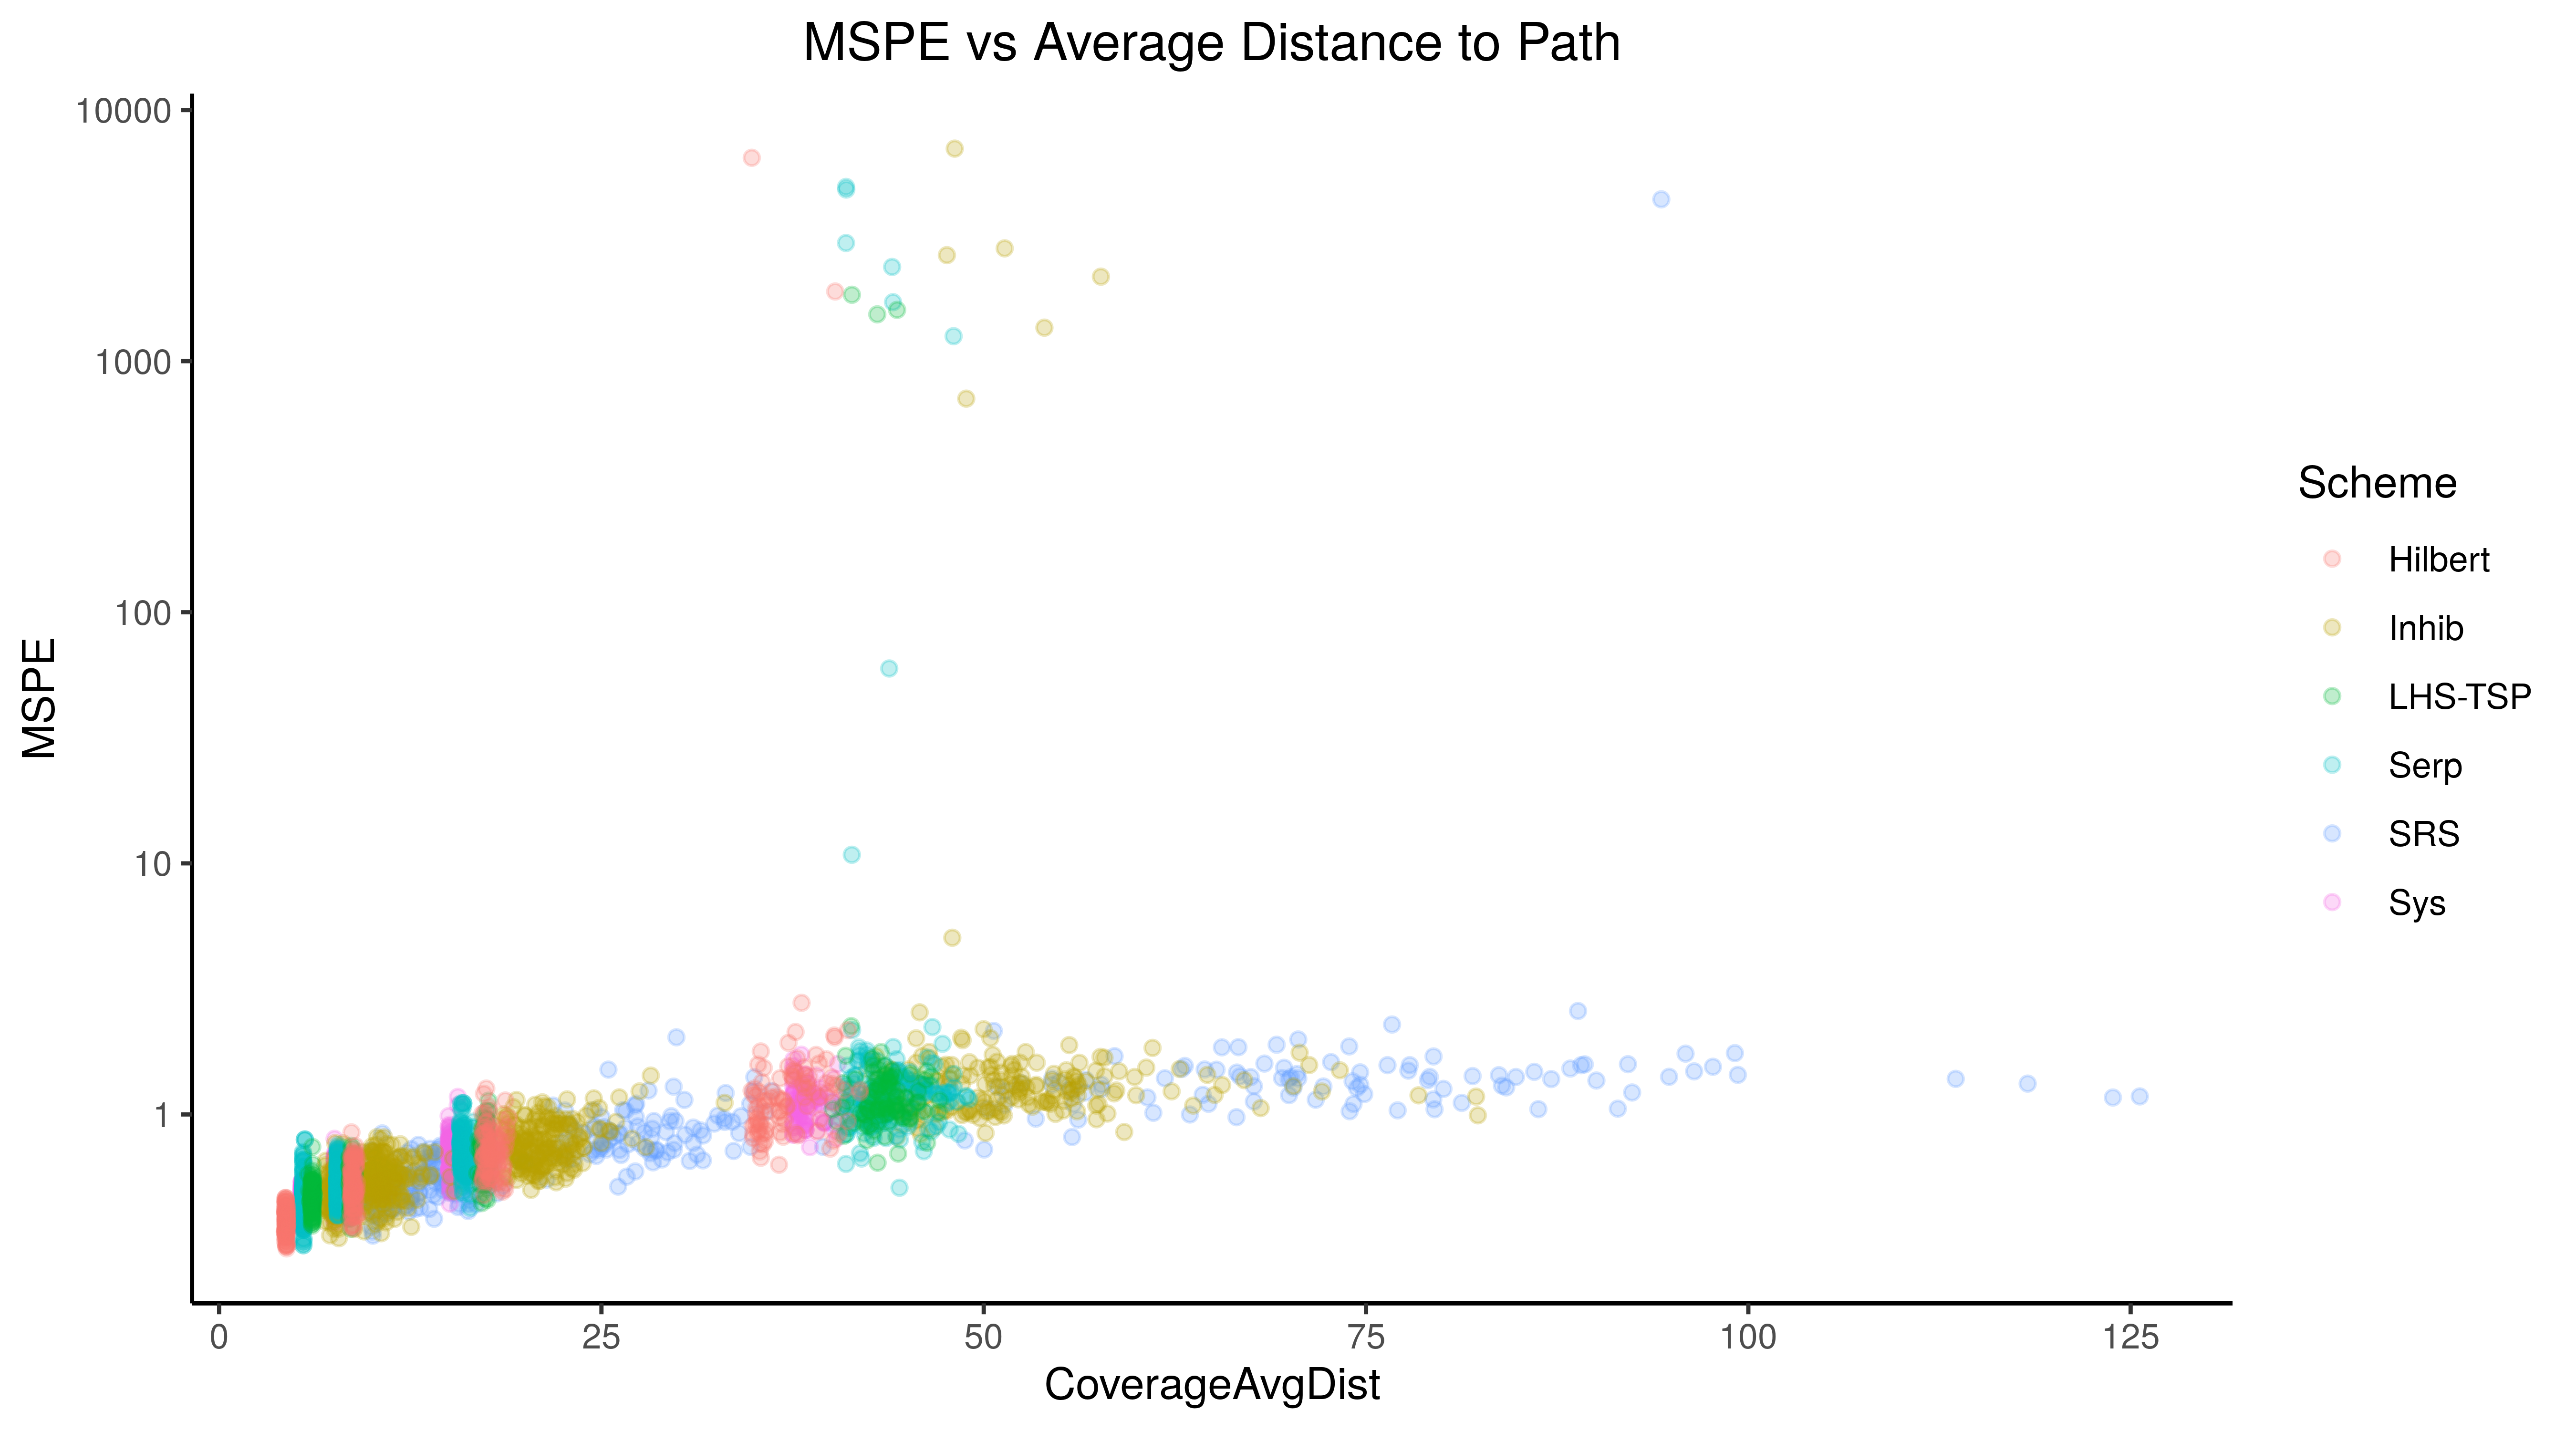 MSPE vs Average Distance to Path
10000
1000
100
10
1
MSPE
0 25 50 75 100 125
CoverageAvgDist
Scheme
Hilbert
Inhib
LHS-TSP
Serp
SRS
Sys